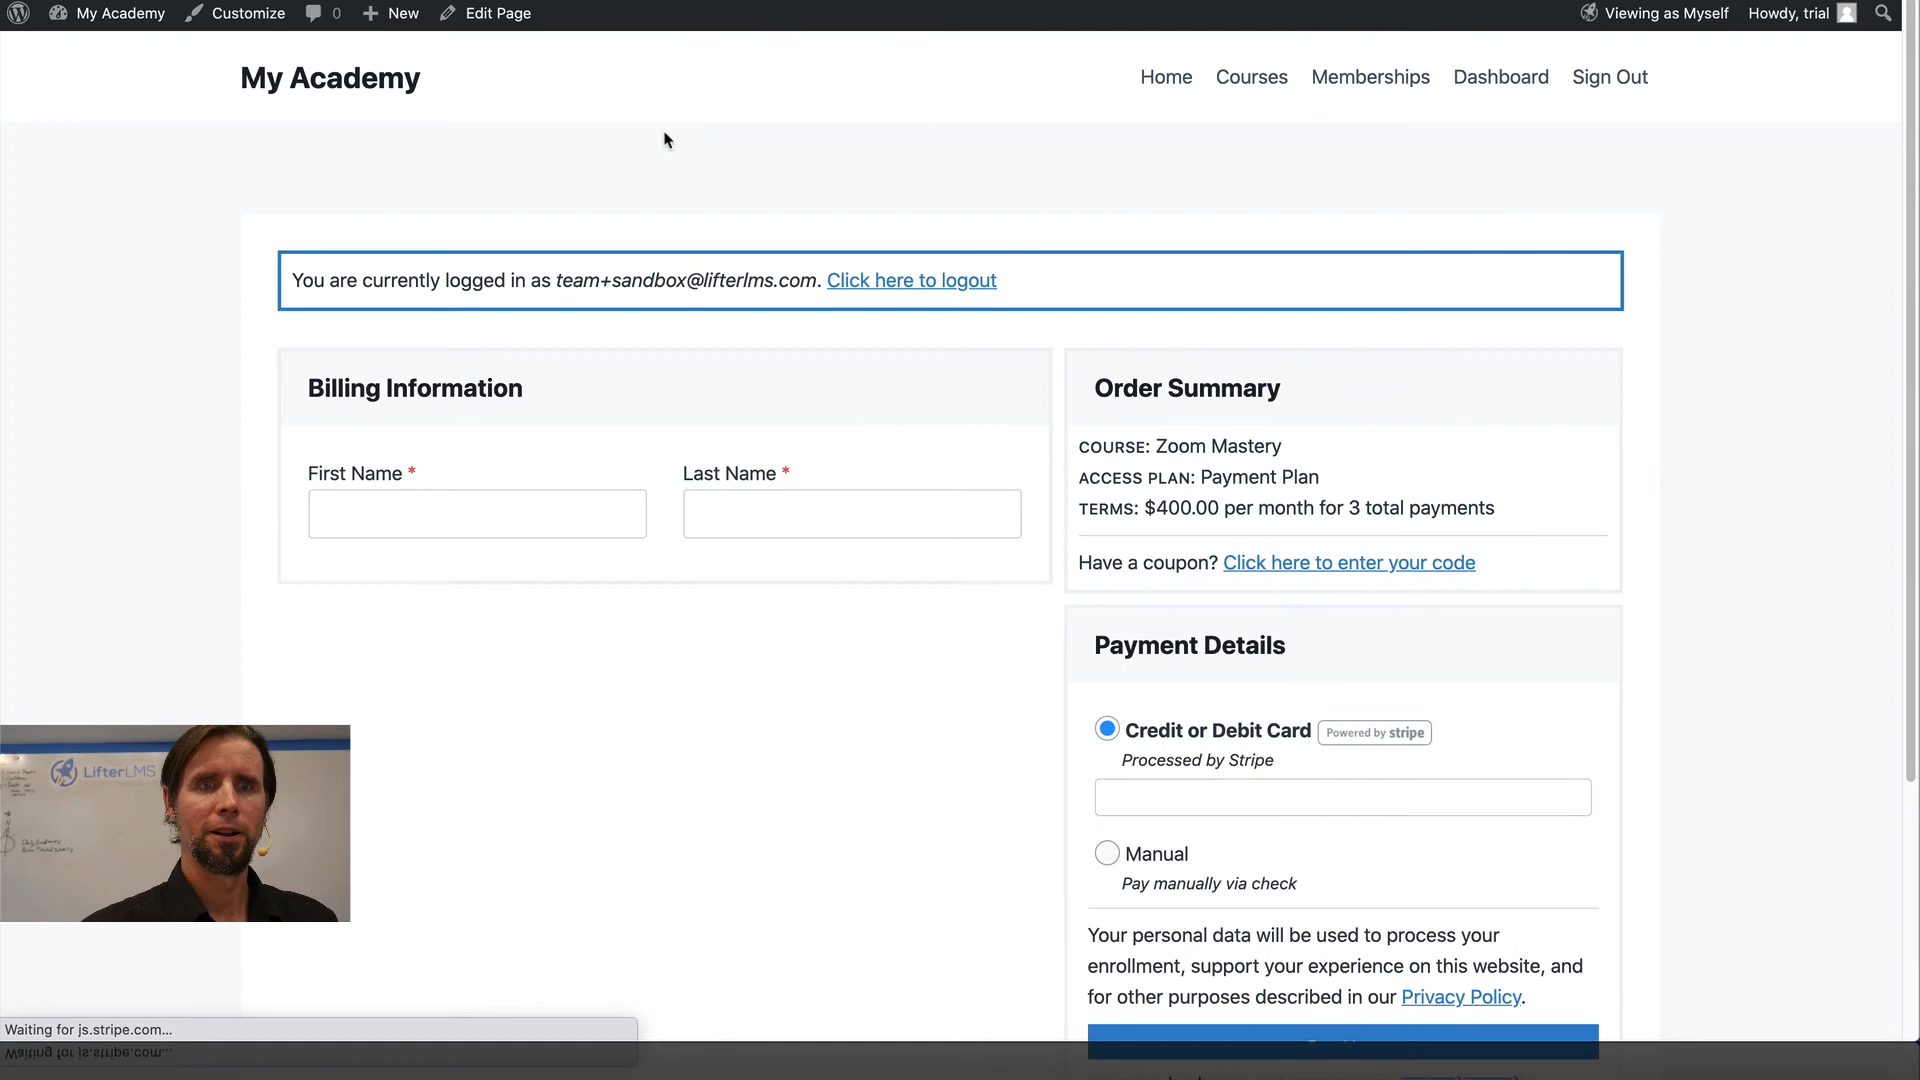 My Academy Customize 0 New Edit Page Viewing as Myself Howdy, trial
My Academy
Home Courses Memberships Dashboard Sign Out
You are currently logged in as team+sandbox@lifterlms.com. Click here to logout
Billing Information
First Name *
Last Name *
Order Summary
COURSE: Zoom Mastery
ACCESS PLAN: Payment Plan
TERMS: $400.00 per month for 3 total payments
Have a coupon? Click here to enter your code
Payment Details
Credit or Debit Card Powered by stripe
Processed by Stripe
Manual
Pay manually via check
Your personal data will be used to process your
enrollment, support your experience on this website, and
for other purposes described in our Privacy Policy.
LifterLMS
Waiting for js.stripe.com...
Waiting for js.stripe.com...